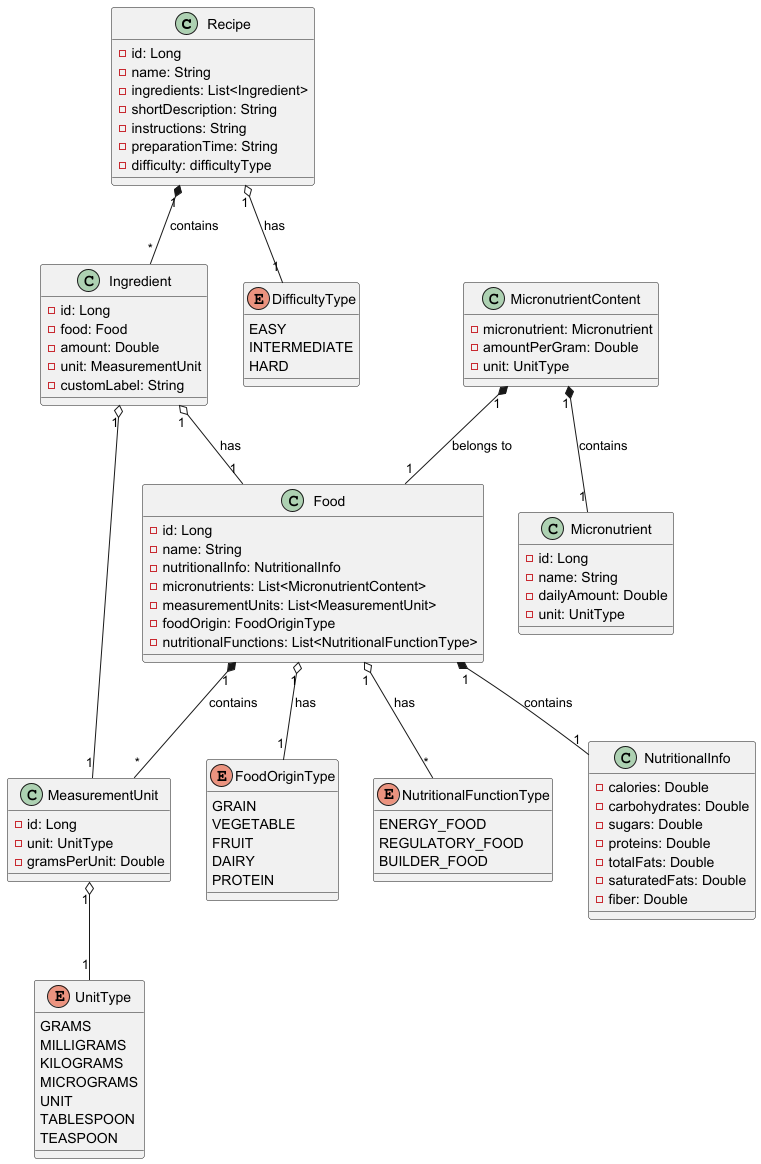 C Recipe
id: Long
name: String
ingredients: List<Ingredient>
shortDescription: String
instructions: String
preparationTime: String
difficulty: difficultyType
1
contains
*
1
has
1
C Ingredient
id: Long
food: Food
amount: Double
unit: MeasurementUnit
customLabel: String
E DifficultyType
EASY
INTERMEDIATE
HARD
C MicronutrientContent
micronutrient: Micronutrient
amountPerGram: Double
unit: UnitType
1
1
1
has
1
1
belongs to
1
1
contains
1
C Food
id: Long
name: String
nutritionalInfo: NutritionalInfo
micronutrients: List<MicronutrientContent>
measurementUnits: List<MeasurementUnit>
foodOrigin: FoodOriginType
nutritionalFunctions: List<NutritionalFunctionType>
C Micronutrient
id: Long
name: String
dailyAmount: Double
unit: UnitType
1
contains
*
1
has
1
1
has
*
1
contains
1
C MeasurementUnit
id: Long
unit: UnitType
gramsPerUnit: Double
E FoodOriginType
GRAIN
VEGETABLE
FRUIT
DAIRY
PROTEIN
E NutritionalFunctionType
ENERGY_FOOD
REGULATORY_FOOD
BUILDER_FOOD
C NutritionalInfo
calories: Double
carbohydrates: Double
sugars: Double
proteins: Double
totalFats: Double
saturatedFats: Double
fiber: Double
1
1
E UnitType
GRAMS
MILLIGRAMS
KILOGRAMS
MICROGRAMS
UNIT
TABLESPOON
TEASPOON